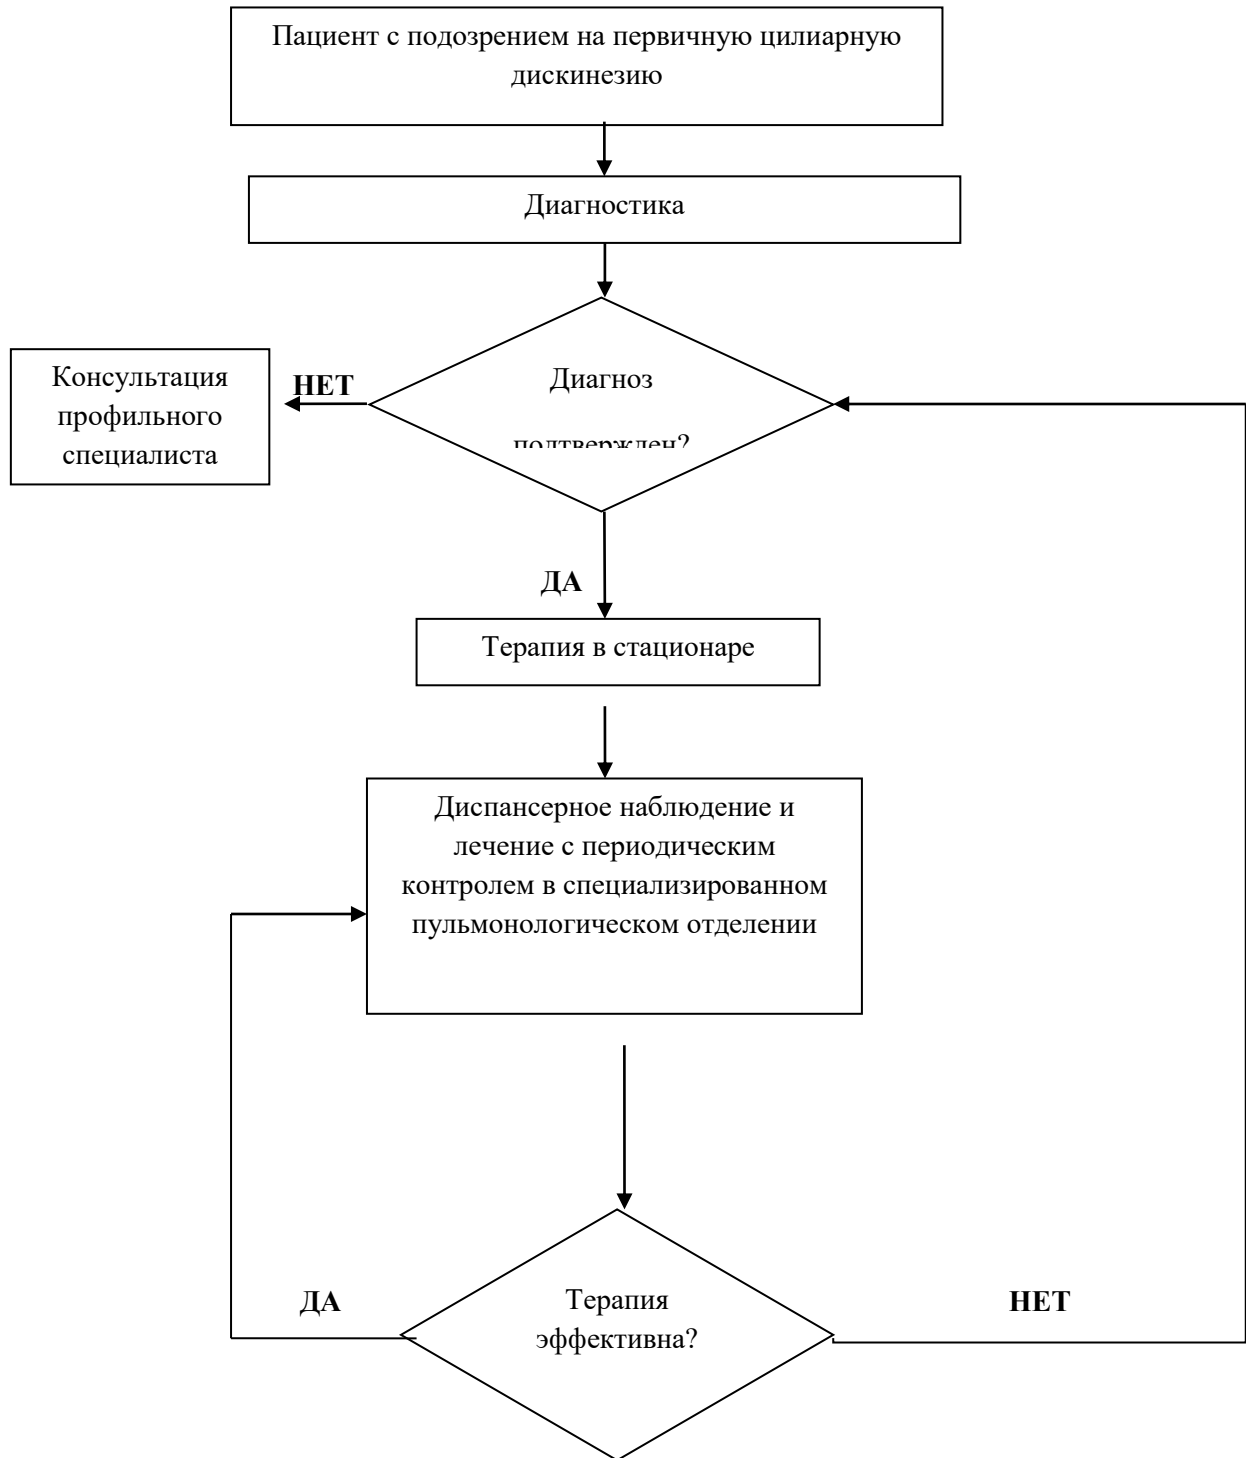 Пациент с подозрением на первичную цилиарную
дискинезию
Диагностика
Диагноз
подтвержден?
НЕТ
Консультация
профильного
специалиста
ДА
Терапия в стационаре
Диспансерное наблюдение и
лечение с периодическим
контролем в специализированном
пульмонологическом отделении
Терапия
эффективна?
ДА
НЕТ